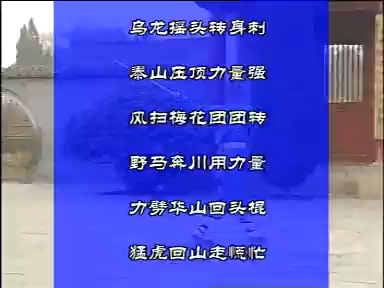 乌龙摇头转身刺
泰山压顶力量强
风扫梅花团团转
野马奔川用力量
力劈华山回头棍
猛虎回山走慌忙